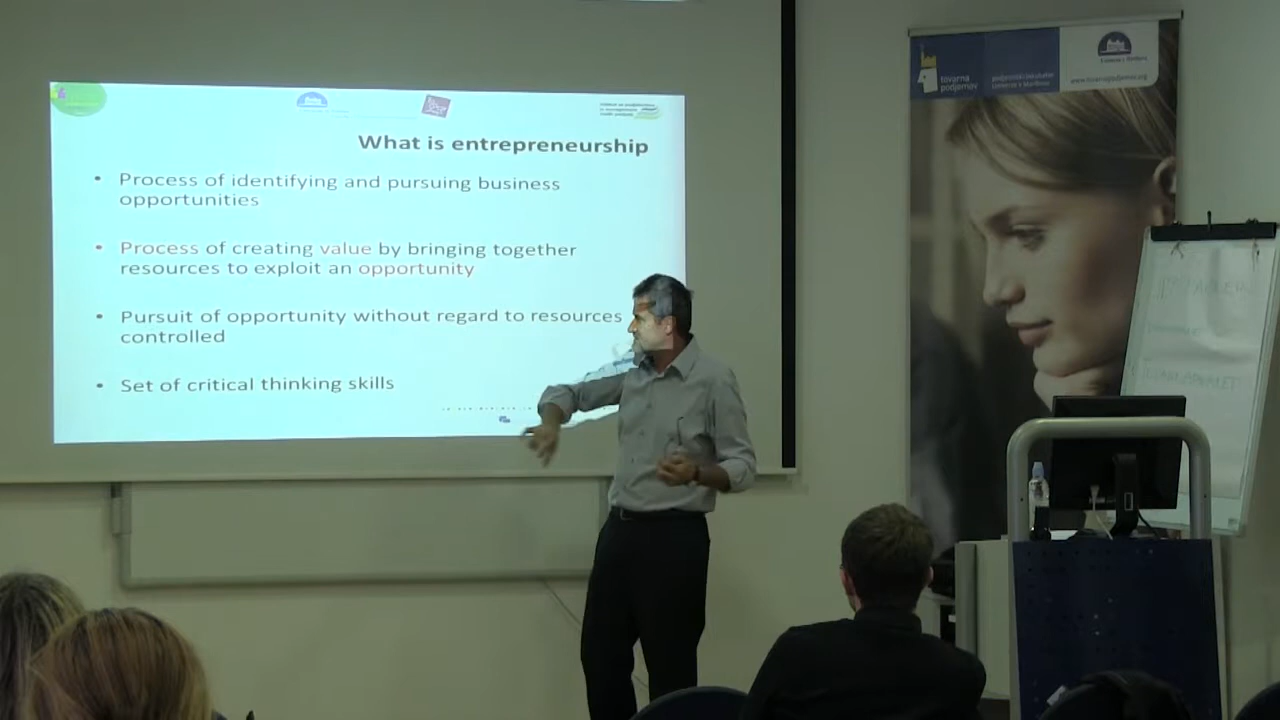 What is entrepreneurship
• Process of identifying and pursuing business
opportunities
• Process of creating value by bringing together
resources to exploit an opportunity
• Pursuit of opportunity without regard to resources
controlled
• Set of critical thinking skills
tovarna
podjemov